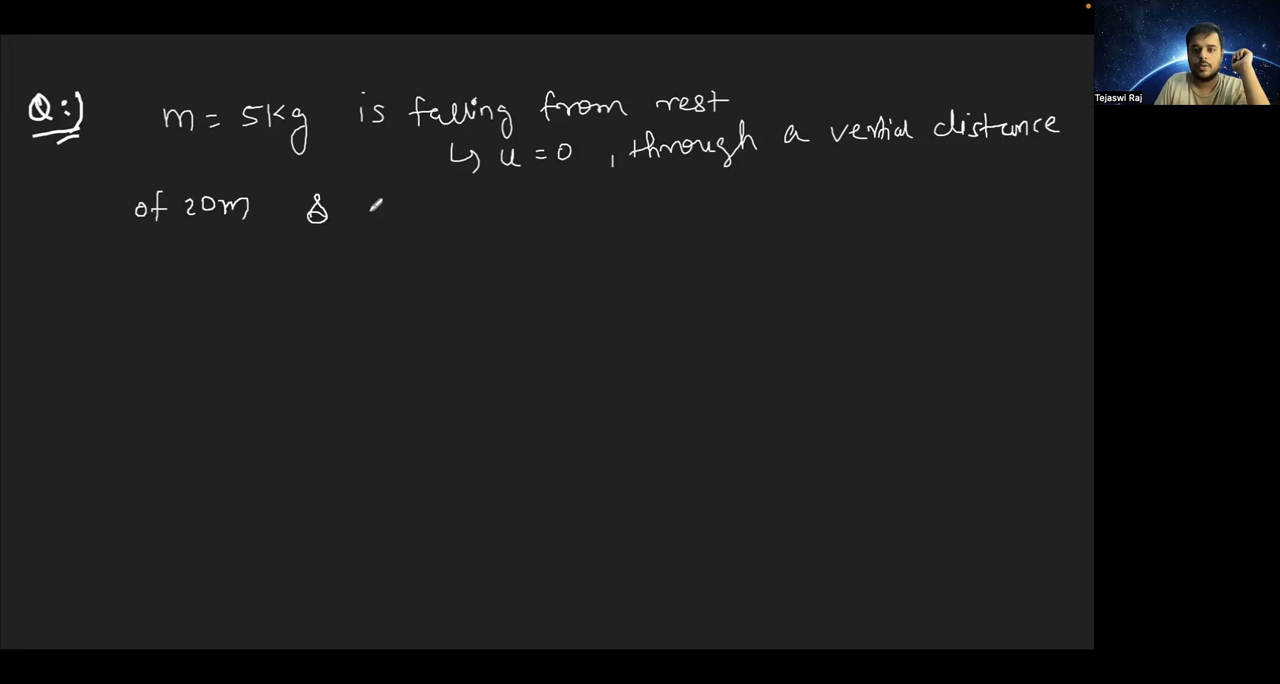 Q:) m = 5Kg is falling from rest
↳ u = 0 , through a vertial distance
of 20m &
Tejaswi Raj